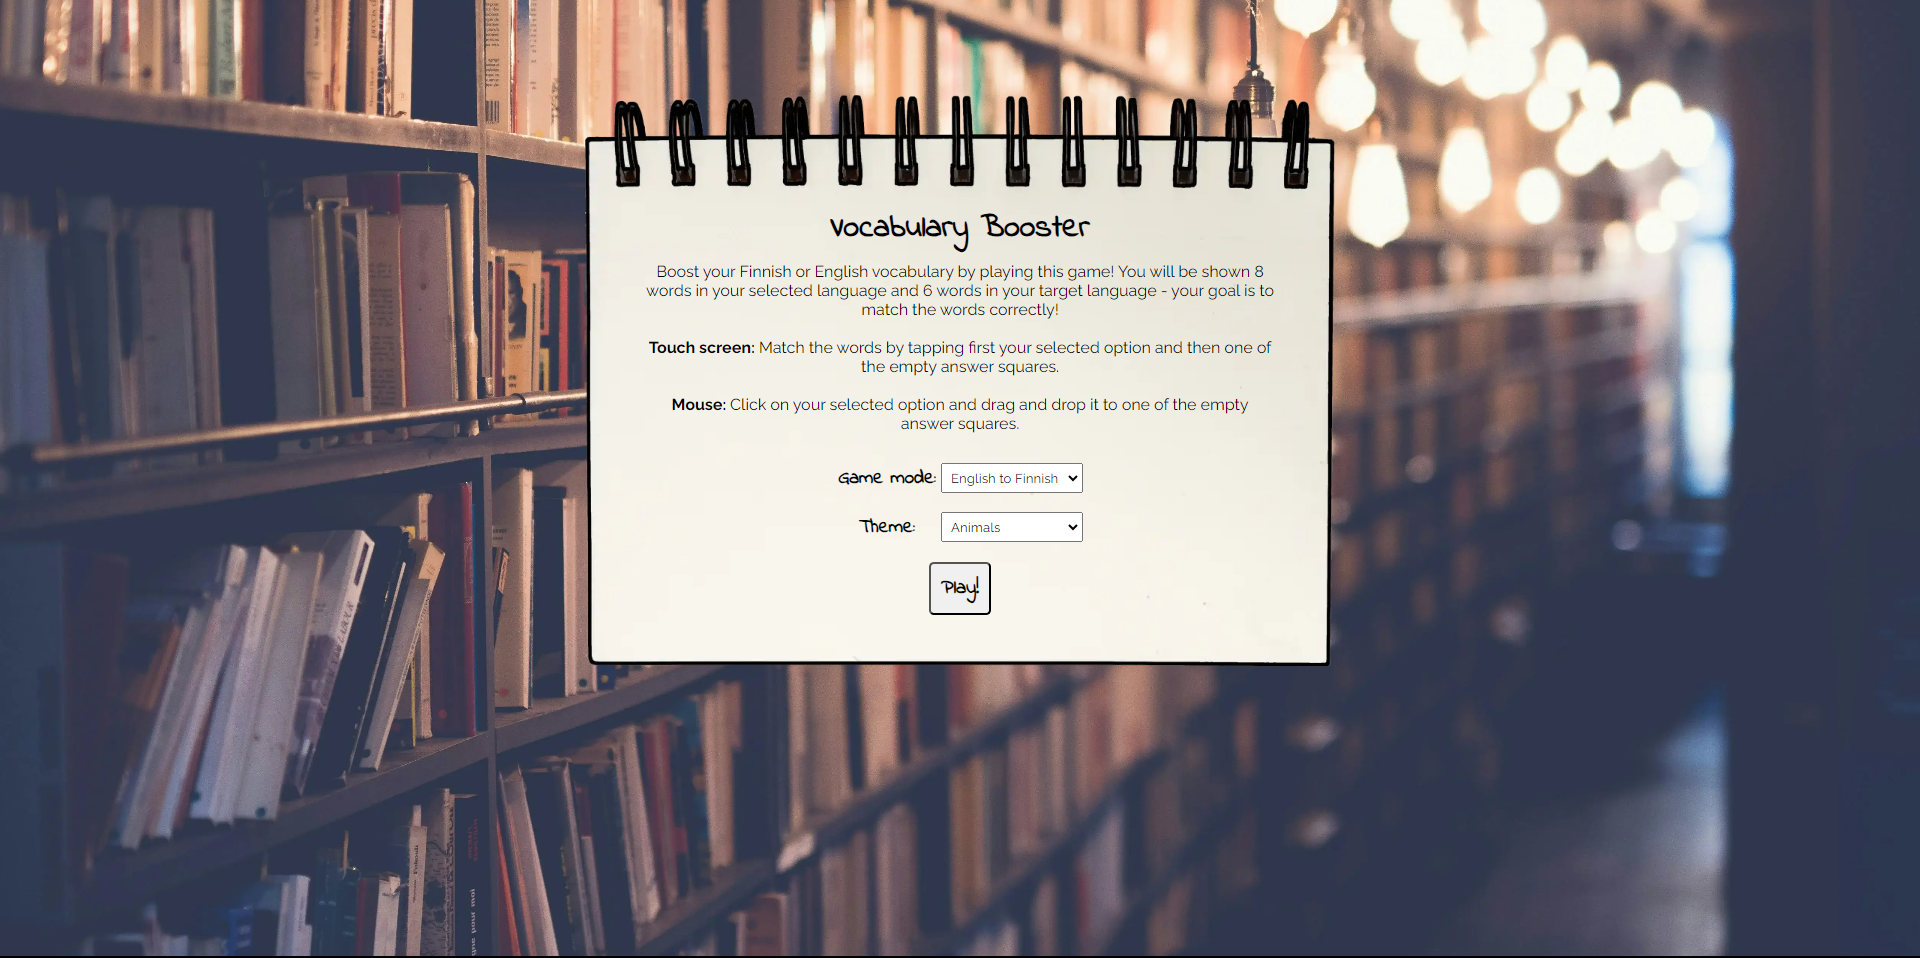 Vocabulary Booster
Boost your Finnish or English vocabulary by playing this game! You will be shown 8
words in your selected language and 6 words in your target language - your goal is to
match the words correctly!
Touch screen: Match the words by tapping first your selected option and then one of
the empty answer squares.
Mouse: Click on your selected option and drag and drop it to one of the empty
answer squares.
Game mode: English to Finnish
Theme: Animals
Play!